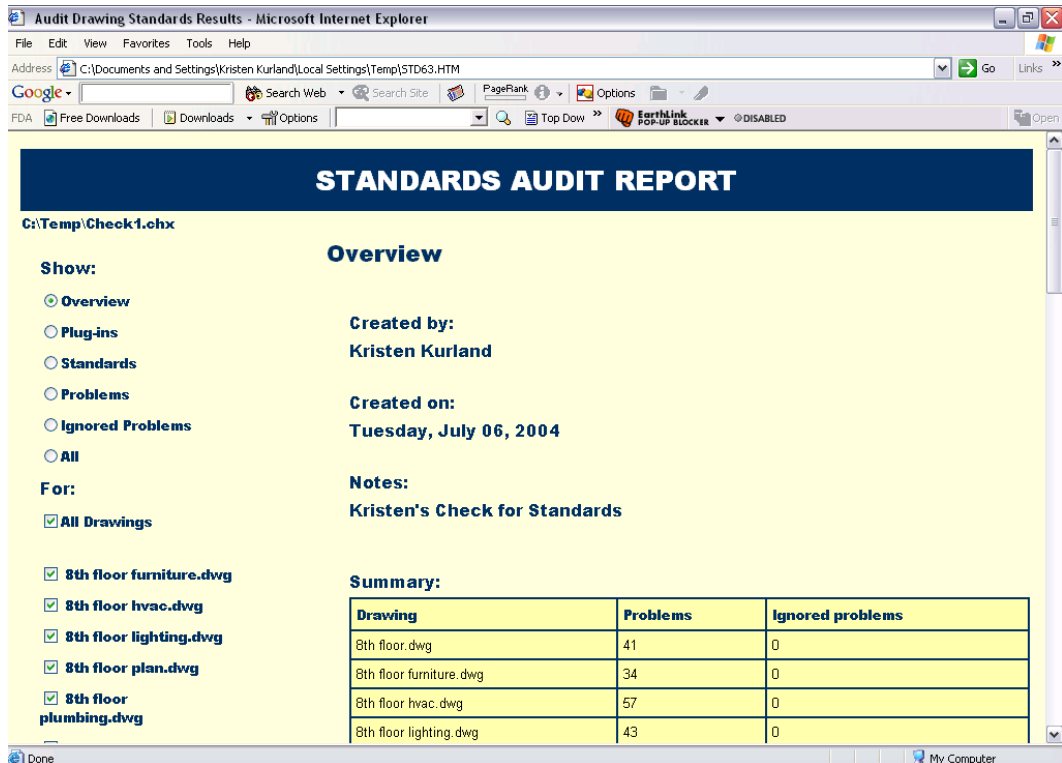 Audit Drawing Standards Results - Microsoft Internet Explorer
File Edit View Favorites Tools Help
Address C:\Documents and Settings\Kristen Kurland\Local Settings\Temp\STD63.HTM Go Links »
Google Search Web Search Site PageRank Options
FDA Free Downloads Downloads Options Top Dow » EarthLink POP-UP BLOCKER DISABLED Open
STANDARDS AUDIT REPORT
C:\Temp\Check1.chx
Show:
Overview
Plug-ins
Standards
Problems
Ignored Problems
All
For:
All Drawings
8th floor furniture.dwg
8th floor hvac.dwg
8th floor lighting.dwg
8th floor plan.dwg
8th floor
plumbing.dwg
Overview
Created by:
Kristen Kurland
Created on:
Tuesday, July 06, 2004
Notes:
Kristen's Check for Standards
Summary:
Drawing Problems Ignored problems
8th floor.dwg 41 0
8th floor furniture.dwg 34 0
8th floor hvac.dwg 57 0
8th floor lighting.dwg 43 0
Done My Computer